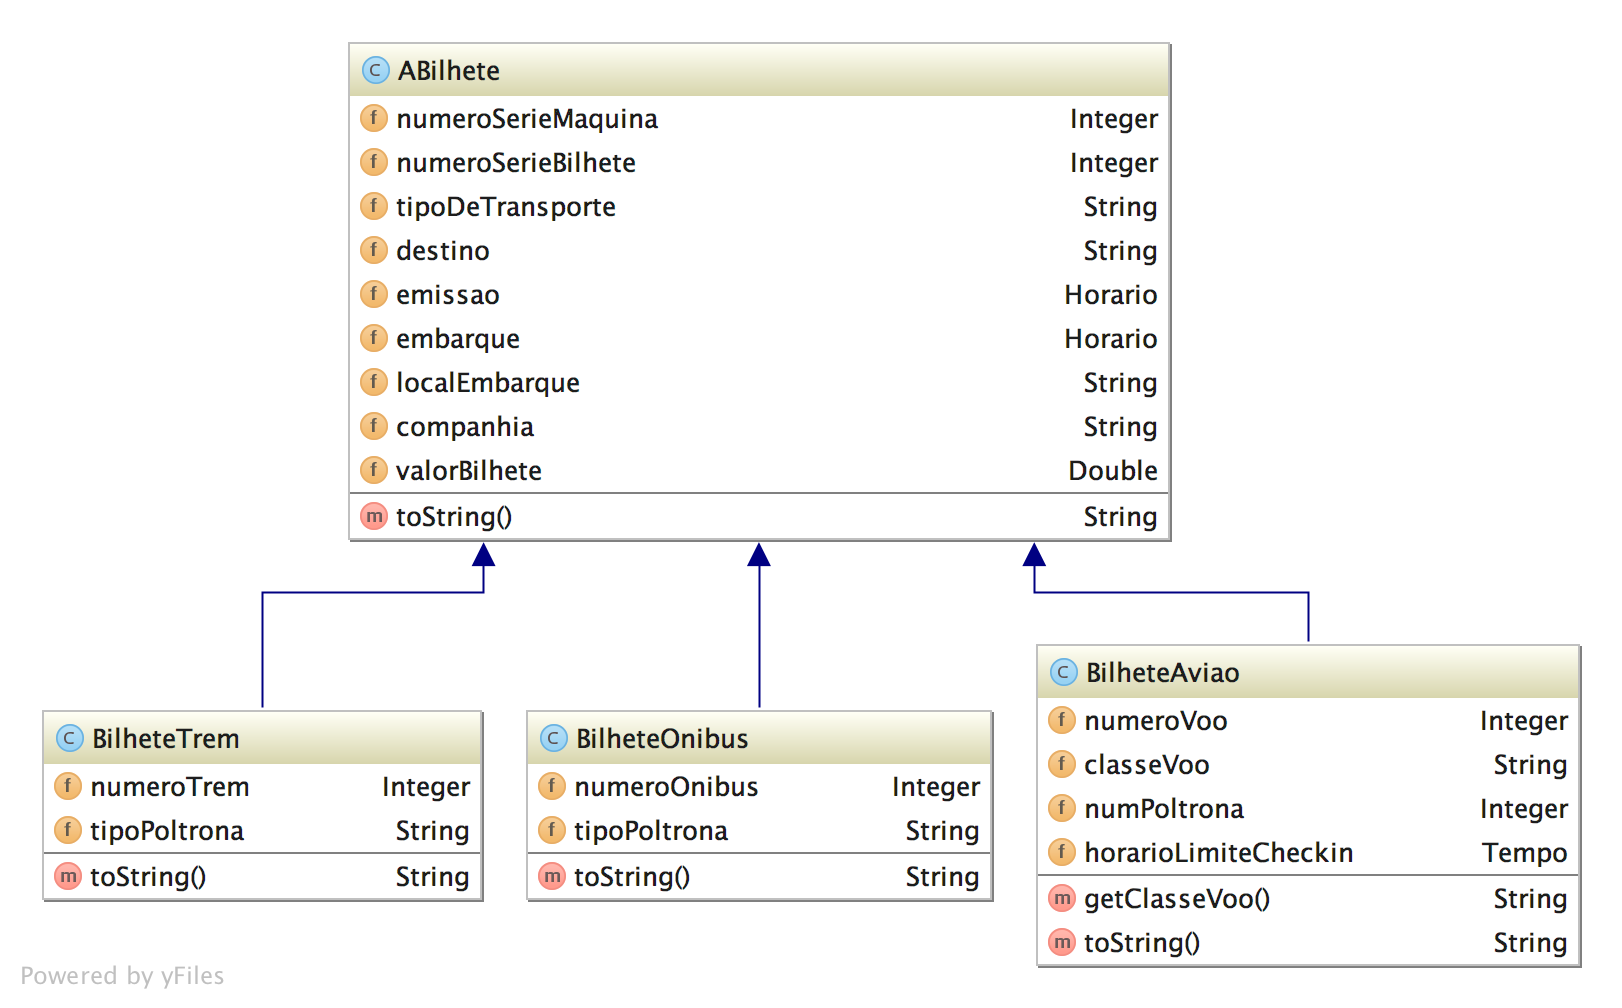 C ABilhete
f numeroSerieMaquina Integer
f numeroSerieBilhete Integer
f tipoDeTransporte String
f destino String
f emissao Horario
f embarque Horario
f localEmbarque String
f companhia String
f valorBilhete Double
m toString() String
C BilheteTrem
f numeroTrem Integer
f tipoPoltrona String
m toString() String
C BilheteOnibus
f numeroOnibus Integer
f tipoPoltrona String
m toString() String
C BilheteAviao
f numeroVoo Integer
f classeVoo String
f numPoltrona Integer
f horarioLimiteCheckin Tempo
m getClasseVoo() String
m toString() String
Powered by yFiles